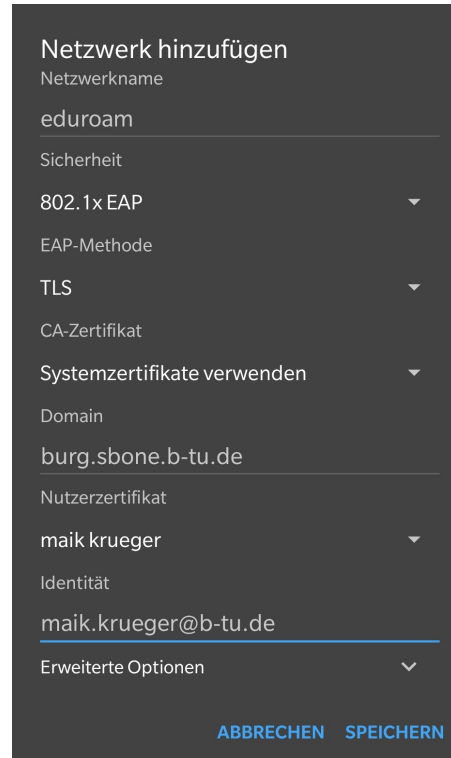 Netzwerk hinzufügen
Netzwerkname
eduroam
Sicherheit
802.1x EAP
EAP-Methode
TLS
CA-Zertifikat
Systemzertifikate verwenden
Domain
burg.sbone.b-tu.de
Nutzerzertifikat
maik krueger
Identität
maik.krueger@b-tu.de
Erweiterte Optionen
ABBRECHEN SPEICHERN